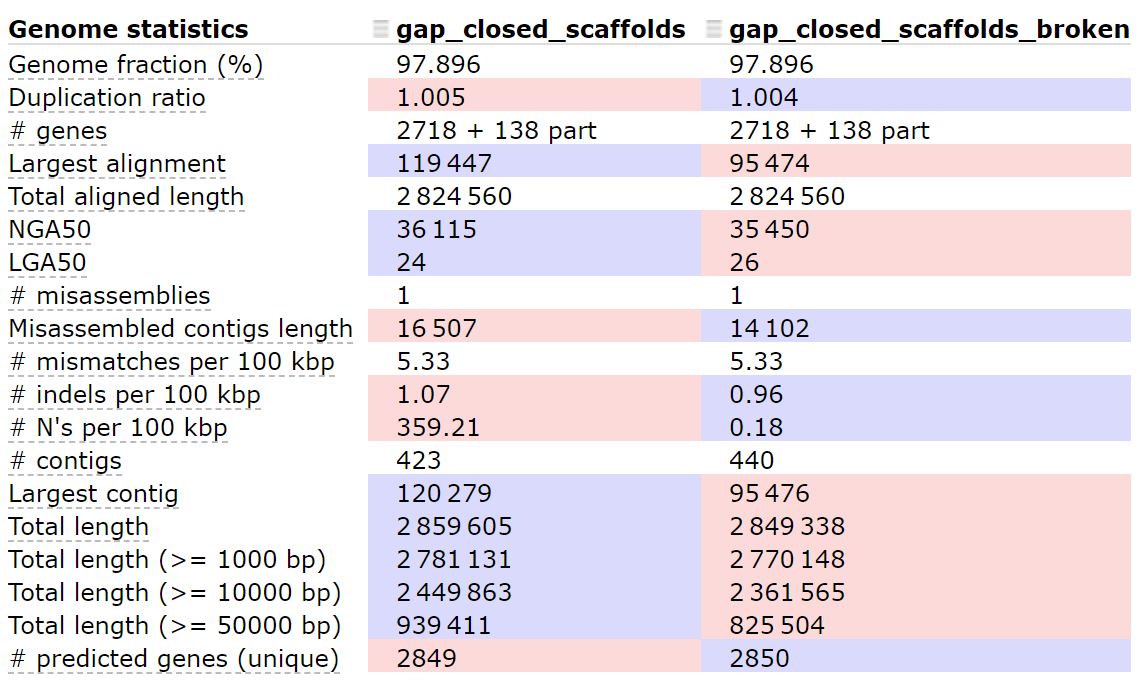 Genome statistics gap_closed_scaffolds gap_closed_scaffolds_broken
Genome fraction (%) 97.896 97.896
Duplication ratio 1.005 1.004
# genes 2718 + 138 part 2718 + 138 part
Largest alignment 119 447 95 474
Total aligned length 2 824 560 2 824 560
NGA50 36 115 35 450
LGA50 24 26
# misassemblies 1 1
Misassembled contigs length 16 507 14 102
# mismatches per 100 kbp 5.33 5.33
# indels per 100 kbp 1.07 0.96
# N's per 100 kbp 359.21 0.18
# contigs 423 440
Largest contig 120 279 95 476
Total length 2 859 605 2 849 338
Total length (>= 1000 bp) 2 781 131 2 770 148
Total length (>= 10000 bp) 2 449 863 2 361 565
Total length (>= 50000 bp) 939 411 825 504
# predicted genes (unique) 2849 2850